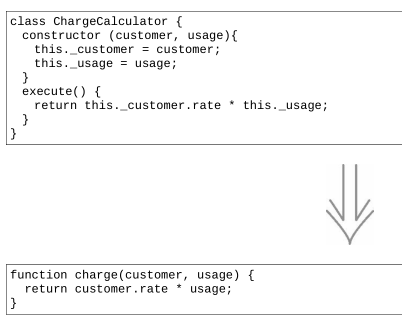 class ChargeCalculator {
  constructor (customer, usage){
    this._customer = customer;
    this._usage = usage;
  }
  execute() {
    return this._customer.rate * this._usage;
  }
}
function charge(customer, usage) {
  return customer.rate * usage;
}